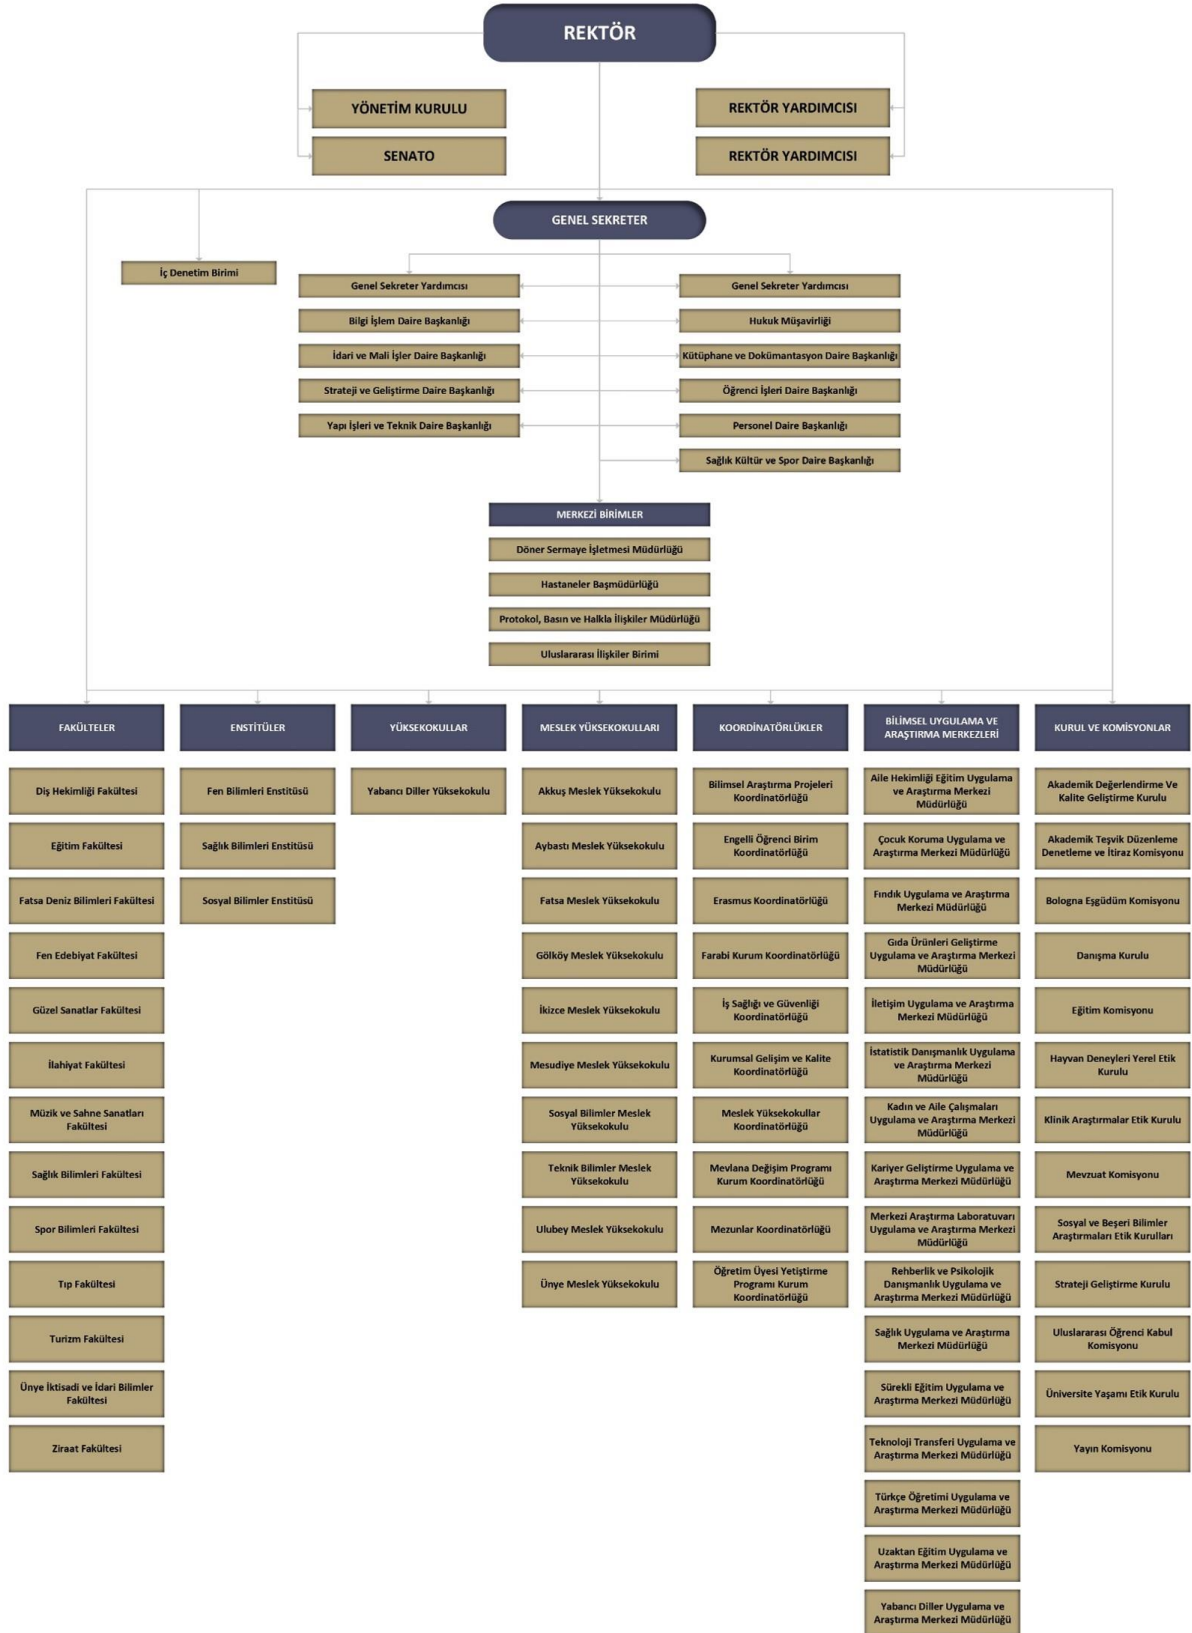 REKTÖR
YÖNETİM KURULU
REKTÖR YARDIMCISI
SENATO
REKTÖR YARDIMCISI
GENEL SEKRETER
İç Denetim Birimi
Genel Sekreter Yardımcısı
Genel Sekreter Yardımcısı
Bilgi İşlem Daire Başkanlığı
Hukuk Müşavirliği
İdari ve Mali İşler Daire Başkanlığı
Kütüphane ve Dokümantasyon Daire Başkanlığı
Strateji ve Geliştirme Daire Başkanlığı
Öğrenci İşleri Daire Başkanlığı
Yapı İşleri ve Teknik Daire Başkanlığı
Personel Daire Başkanlığı
Sağlık Kültür ve Spor Daire Başkanlığı
MERKEZİ BİRİMLER
Döner Sermaye İşletmesi Müdürlüğü
Hastaneler Başmüdürlüğü
Protokol, Basın ve Halkla İlişkiler Müdürlüğü
Uluslararası İlişkiler Birimi
FAKÜLTELER
Diş Hekimliği Fakültesi
Eğitim Fakültesi
Fatsa Deniz Bilimleri Fakültesi
Fen Edebiyat Fakültesi
Güzel Sanatlar Fakültesi
İlahiyat Fakültesi
Müzik ve Sahne Sanatları
Fakültesi
Sağlık Bilimleri Fakültesi
Spor Bilimleri Fakültesi
Tıp Fakültesi
Turizm Fakültesi
Ünye İktisadi ve İdari Bilimler
Fakültesi
Ziraat Fakültesi
ENSTİTÜLER
Fen Bilimleri Enstitüsü
Sağlık Bilimleri Enstitüsü
Sosyal Bilimler Enstitüsü
YÜKSEKOKULLAR
Yabancı Diller Yüksekokulu
MESLEK YÜKSEKOKULLARI
Akkuş Meslek Yüksekokulu
Aybastı Meslek Yüksekokulu
Fatsa Meslek Yüksekokulu
Gölköy Meslek Yüksekokulu
İkizce Meslek Yüksekokulu
Mesudiye Meslek Yüksekokulu
Sosyal Bilimler Meslek
Yüksekokulu
Teknik Bilimler Meslek
Yüksekokulu
Ulubey Meslek Yüksekokulu
Ünye Meslek Yüksekokulu
KOORDİNATÖRLÜKLER
Bilimsel Araştırma Projeleri
Koordinatörlüğü
Engelli Öğrenci Birim
Koordinatörlüğü
Erasmus Koordinatörlüğü
Farabi Kurum Koordinatörlüğü
İş Sağlığı ve Güvenliği
Koordinatörlüğü
Kurumsal Gelişim ve Kalite
Koordinatörlüğü
Meslek Yüksekokullar
Koordinatörlüğü
Mevlana Değişim Programı
Kurum Koordinatörlüğü
Mezunlar Koordinatörlüğü
Öğretim Üyesi Yetiştirme
Programı Kurum
Koordinatörlüğü
BİLİMSEL UYGULAMA VE
ARAŞTIRMA MERKEZLERİ
Aile Hekimliği Eğitim Uygulama
ve Araştırma Merkezi
Müdürlüğü
Çocuk Koruma Uygulama ve
Araştırma Merkezi Müdürlüğü
Fındık Uygulama ve Araştırma
Merkezi Müdürlüğü
Gıda Ürünleri Geliştirme
Uygulama ve Araştırma Merkezi
Müdürlüğü
İletişim Uygulama ve Araştırma
Merkezi Müdürlüğü
İstatistik Danışmanlık Uygulama
ve Araştırma Merkezi
Müdürlüğü
Kadın ve Aile Çalışmaları
Uygulama ve Araştırma Merkezi
Müdürlüğü
Kariyer Geliştirme Uygulama ve
Araştırma Merkezi Müdürlüğü
Merkezi Araştırma Laboratuvarı
Uygulama ve Araştırma Merkezi
Müdürlüğü
Rehberlik ve Psikolojik
Danışmanlık Uygulama ve
Araştırma Merkezi Müdürlüğü
Sağlık Uygulama ve Araştırma
Merkezi Müdürlüğü
Sürekli Eğitim Uygulama ve
Araştırma Merkezi Müdürlüğü
Teknoloji Transferi Uygulama ve
Araştırma Merkezi Müdürlüğü
Türkçe Öğretimi Uygulama ve
Araştırma Merkezi Müdürlüğü
Uzaktan Eğitim Uygulama ve
Araştırma Merkezi Müdürlüğü
Yabancı Diller Uygulama ve
Araştırma Merkezi Müdürlüğü
KURUL VE KOMİSYONLAR
Akademik Değerlendirme Ve
Kalite Geliştirme Kurulu
Akademik Teşvik Düzenleme
Denetleme ve İtiraz Komisyonu
Bologna Eşgüdüm Komisyonu
Danışma Kurulu
Eğitim Komisyonu
Hayvan Deneyleri Yerel Etik
Kurulu
Klinik Araştırmalar Etik Kurulu
Mevzuat Komisyonu
Sosyal ve Beşeri Bilimler
Araştırmaları Etik Kurulları
Strateji Geliştirme Kurulu
Uluslararası Öğrenci Kabul
Komisyonu
Üniversite Yaşamı Etik Kurulu
Yayın Komisyonu